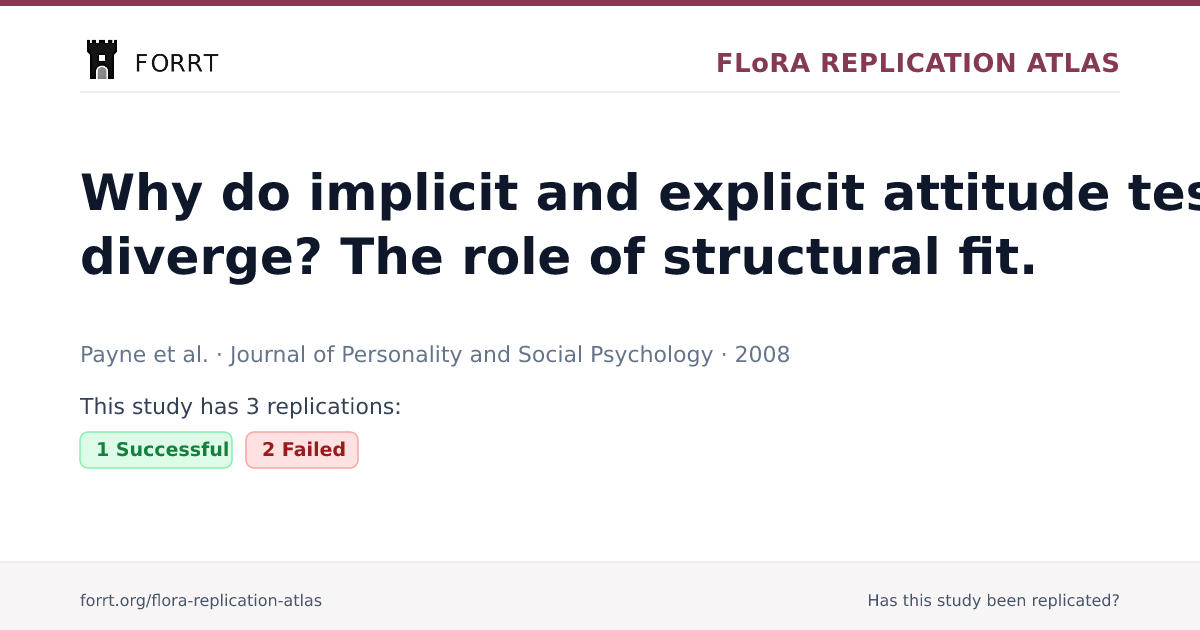 FORRT
FLoRA REPLICATION ATLAS
Why do implicit and explicit attitude tes
diverge? The role of structural fit.
Payne et al. · Journal of Personality and Social Psychology · 2008
This study has 3 replications:
1 Successful
2 Failed
forrt.org/flora-replication-atlas
Has this study been replicated?